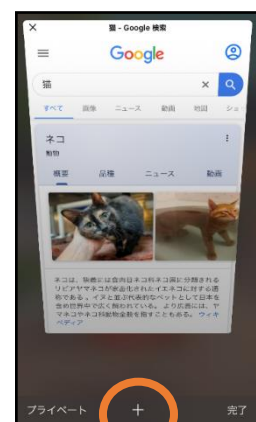 猫 - Google 検索
Google
猫
すべて 画像 ニュース 動画 地図 ショ
ネコ
動物
概要 品種 ニュース 動画
ネコは、狭義には食肉目ネコ科ネコ属に分類される
リビアヤマネコが家畜化されたイエネコに対する通
称である。イヌと並ぶ代表的なペットとして日本を
含め世界中で広く飼われている。より広義には、ヤ
マネコやネコ科動物全般を指すこともある。 ウィキ
ペディア
プライベート + 完了